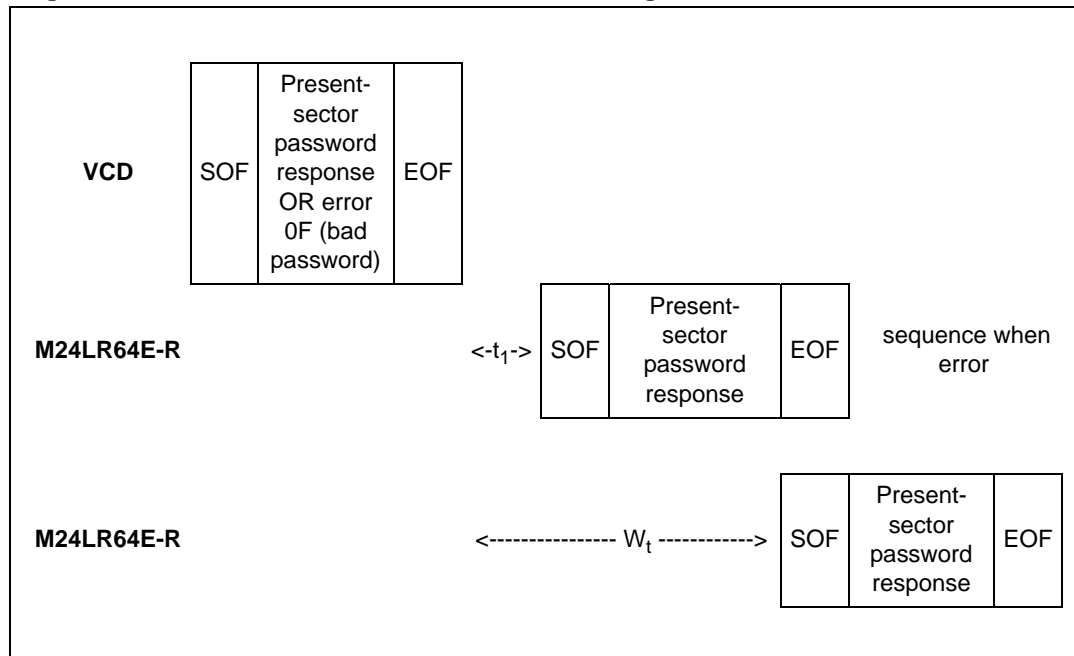 Present-
sector
password
VCD SOF response EOF
OR error
0F (bad
password)
Present-
M24LR64E-R <-t1-> SOF sector EOF sequence when
password error
response
Present-
M24LR64E-R <---------------- Wt ------------> SOF sector EOF
password
response